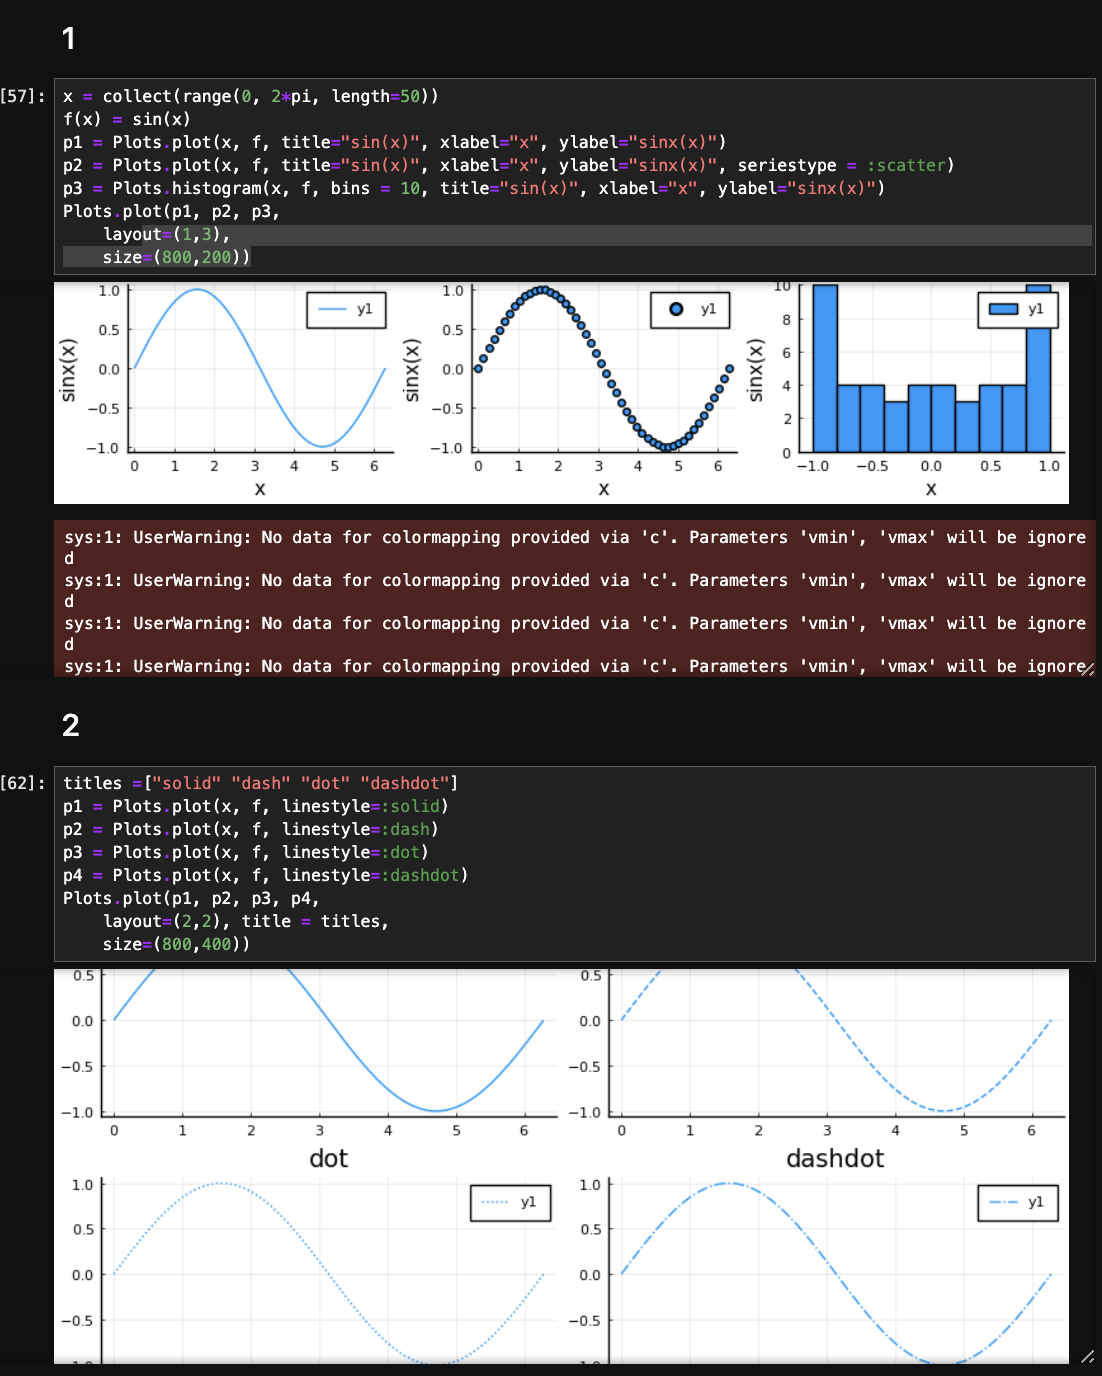 1
[57]: x = collect(range(0, 2*pi, length=50))
f(x) = sin(x)
p1 = Plots.plot(x, f, title="sin(x)", xlabel="x", ylabel="sinx(x)")
p2 = Plots.plot(x, f, title="sin(x)", xlabel="x", ylabel="sinx(x)", seriestype = :scatter)
p3 = Plots.histogram(x, f, bins = 10, title="sin(x)", xlabel="x", ylabel="sinx(x)")
Plots.plot(p1, p2, p3,
    layout=(1,3),
    size=(800,200))
1.0
0.5
0.0
−0.5
−1.0
sinx(x)
y1
0 1 2 3 4 5 6
x
1.0
0.5
0.0
−0.5
−1.0
sinx(x)
y1
0 1 2 3 4 5 6
x
10
8
6
4
2
0
sinx(x)
y1
−1.0 −0.5 0.0 0.5 1.0
x
sys:1: UserWarning: No data for colormapping provided via 'c'. Parameters 'vmin', 'vmax' will be ignore
d
sys:1: UserWarning: No data for colormapping provided via 'c'. Parameters 'vmin', 'vmax' will be ignore
d
sys:1: UserWarning: No data for colormapping provided via 'c'. Parameters 'vmin', 'vmax' will be ignore
d
sys:1: UserWarning: No data for colormapping provided via 'c'. Parameters 'vmin', 'vmax' will be ignore
2
[62]: titles =["solid" "dash" "dot" "dashdot"]
p1 = Plots.plot(x, f, linestyle=:solid)
p2 = Plots.plot(x, f, linestyle=:dash)
p3 = Plots.plot(x, f, linestyle=:dot)
p4 = Plots.plot(x, f, linestyle=:dashdot)
Plots.plot(p1, p2, p3, p4,
    layout=(2,2), title = titles,
    size=(800,400))
0.5
0.0
−0.5
−1.0
0 1 2 3 4 5 6
0.5
0.0
−0.5
−1.0
0 1 2 3 4 5 6
dot
1.0
0.5
0.0
−0.5
−1.0
y1
dashdot
1.0
0.5
0.0
−0.5
−1.0
y1